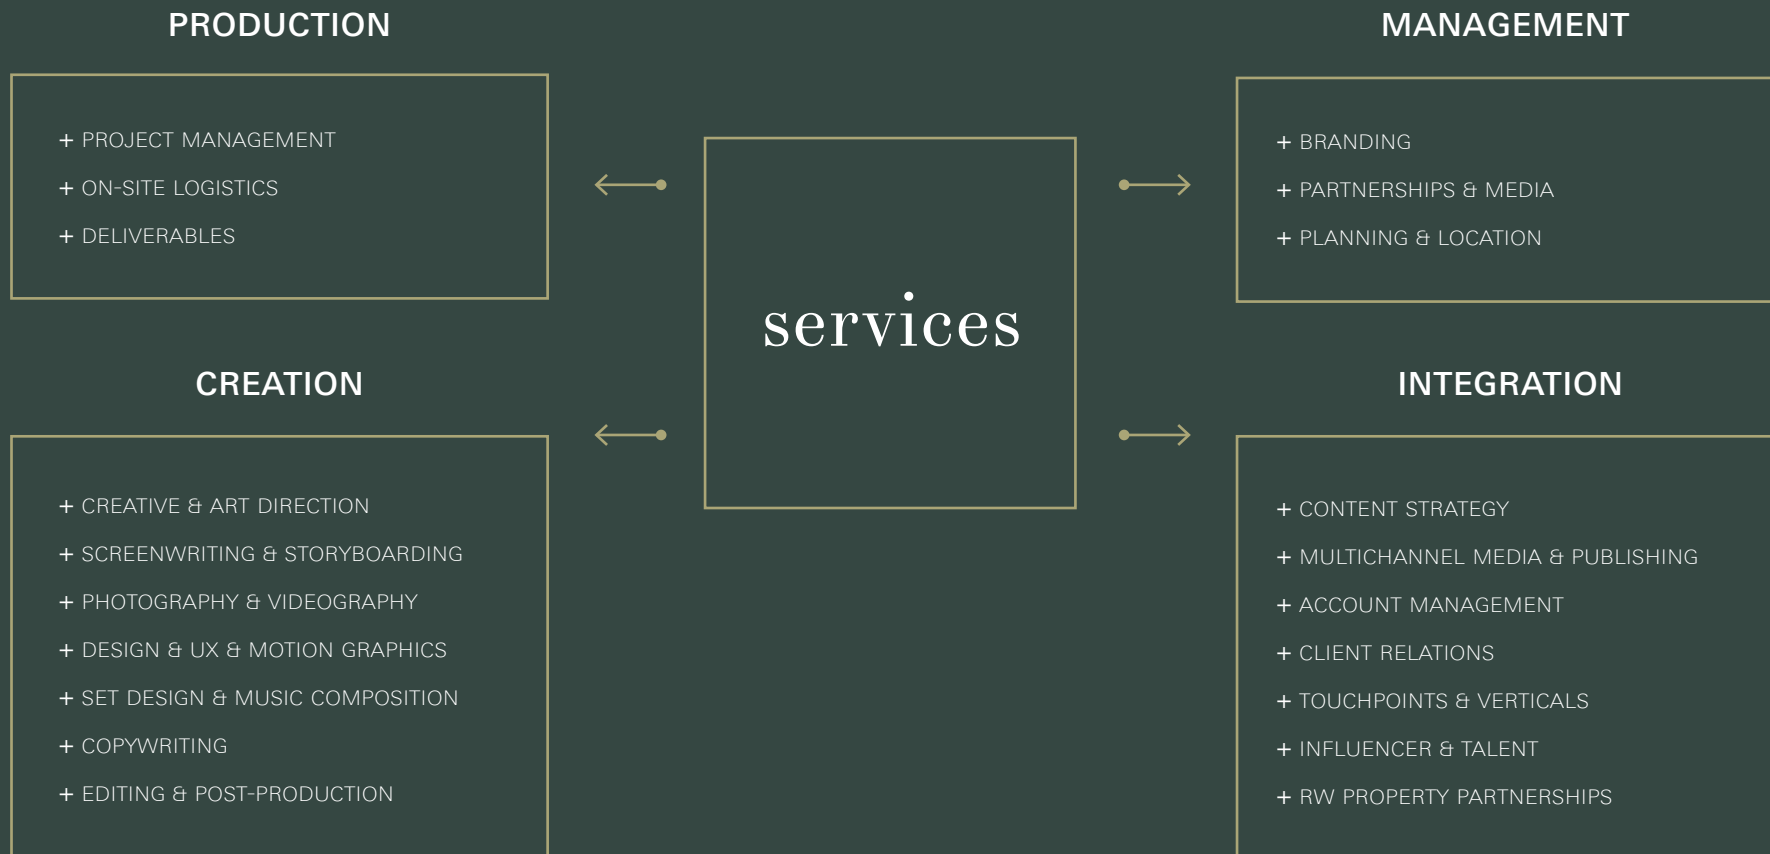 PRODUCTION
+ PROJECT MANAGEMENT
+ ON-SITE LOGISTICS
+ DELIVERABLES
CREATION
+ CREATIVE & ART DIRECTION
+ SCREENWRITING & STORYBOARDING
+ PHOTOGRAPHY & VIDEOGRAPHY
+ DESIGN & UX & MOTION GRAPHICS
+ SET DESIGN & MUSIC COMPOSITION
+ COPYWRITING
+ EDITING & POST-PRODUCTION
services
MANAGEMENT
+ BRANDING
+ PARTNERSHIPS & MEDIA
+ PLANNING & LOCATION
INTEGRATION
+ CONTENT STRATEGY
+ MULTICHANNEL MEDIA & PUBLISHING
+ ACCOUNT MANAGEMENT
+ CLIENT RELATIONS
+ TOUCHPOINTS & VERTICALS
+ INFLUENCER & TALENT
+ RW PROPERTY PARTNERSHIPS